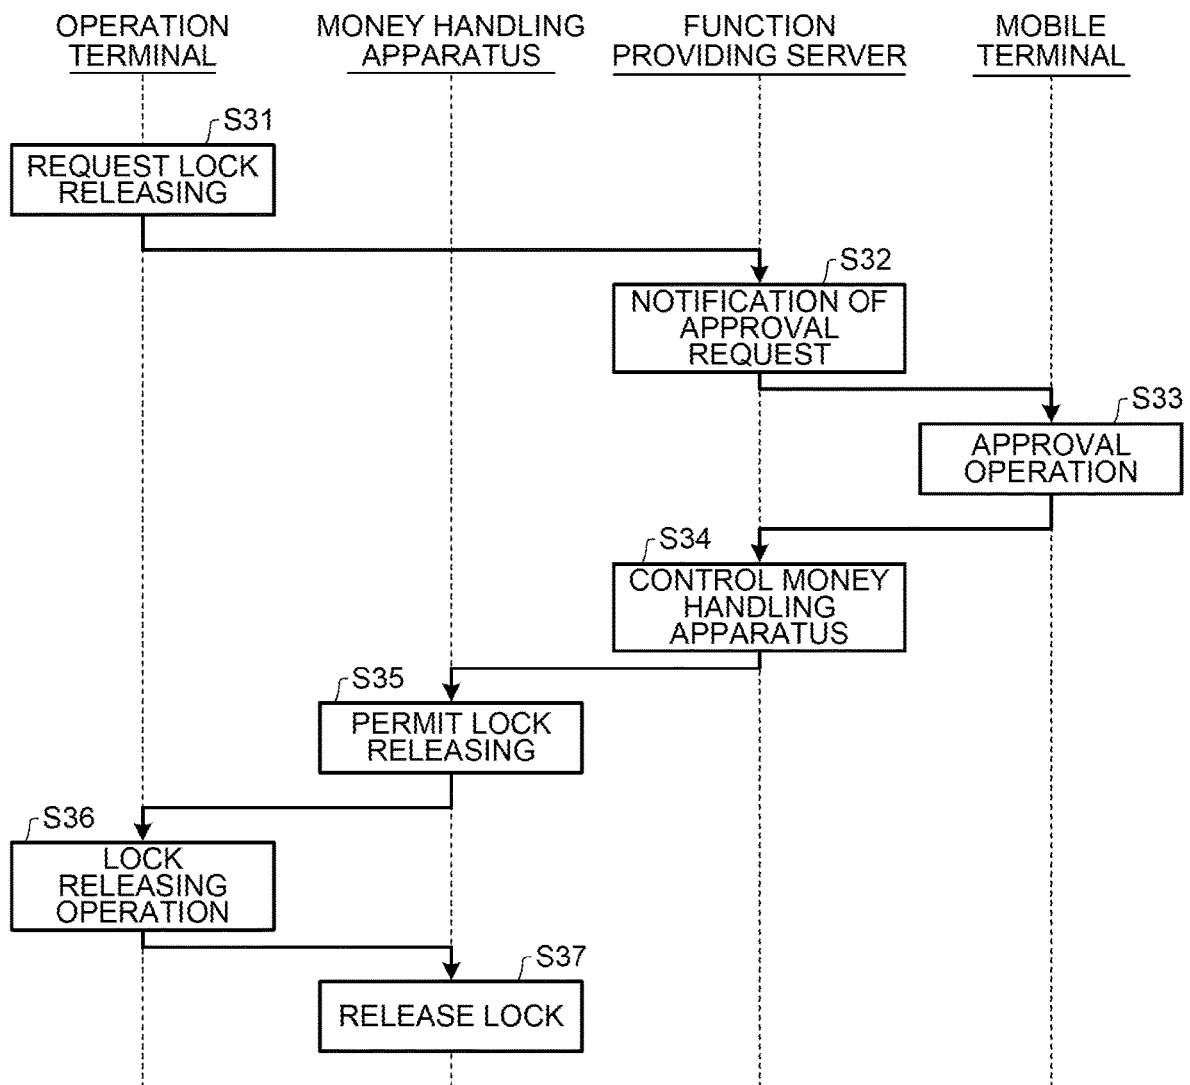 OPERATION
TERMINAL
MONEY HANDLING
APPARATUS
FUNCTION
PROVIDING SERVER
MOBILE
TERMINAL
S31
REQUEST LOCK
RELEASING
S32
NOTIFICATION OF
APPROVAL
REQUEST
S33
APPROVAL
OPERATION
S34
CONTROL MONEY
HANDLING
APPARATUS
S35
PERMIT LOCK
RELEASING
S36
LOCK
RELEASING
OPERATION
S37
RELEASE LOCK